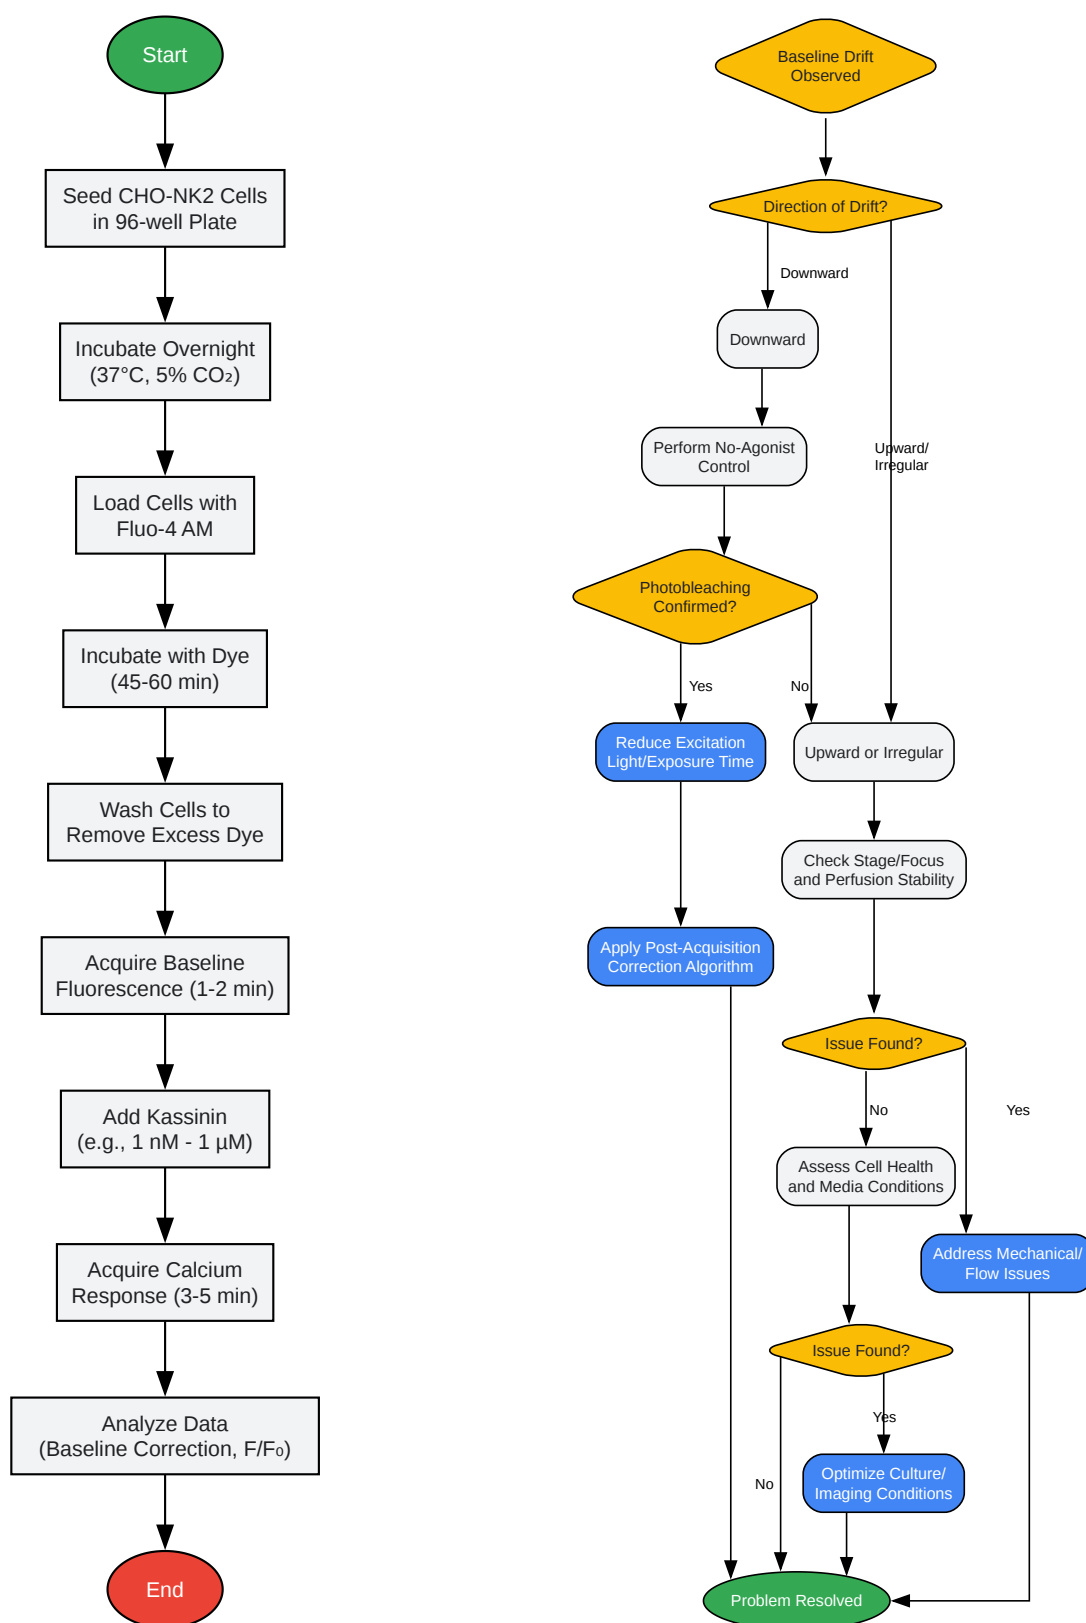 Start
Seed CHO-NK2 Cells
in 96-well Plate
Incubate Overnight
(37°C, 5% CO₂)
Load Cells with
Fluo-4 AM
Incubate with Dye
(45-60 min)
Wash Cells to
Remove Excess Dye
Acquire Baseline
Fluorescence (1-2 min)
Add Kassinin
(e.g., 1 nM - 1 µM)
Acquire Calcium
Response (3-5 min)
Analyze Data
(Baseline Correction, F/F₀)
End
Baseline Drift
Observed
Direction of Drift?
Downward
Downward
Perform No-Agonist
Control
Upward/
Irregular
Photobleaching
Confirmed?
Yes
No
Reduce Excitation
Light/Exposure Time
Upward or Irregular
Check Stage/Focus
and Perfusion Stability
Apply Post-Acquisition
Correction Algorithm
Issue Found?
No
Yes
Assess Cell Health
and Media Conditions
Address Mechanical/
Flow Issues
Issue Found?
Yes
No
Optimize Culture/
Imaging Conditions
Problem Resolved